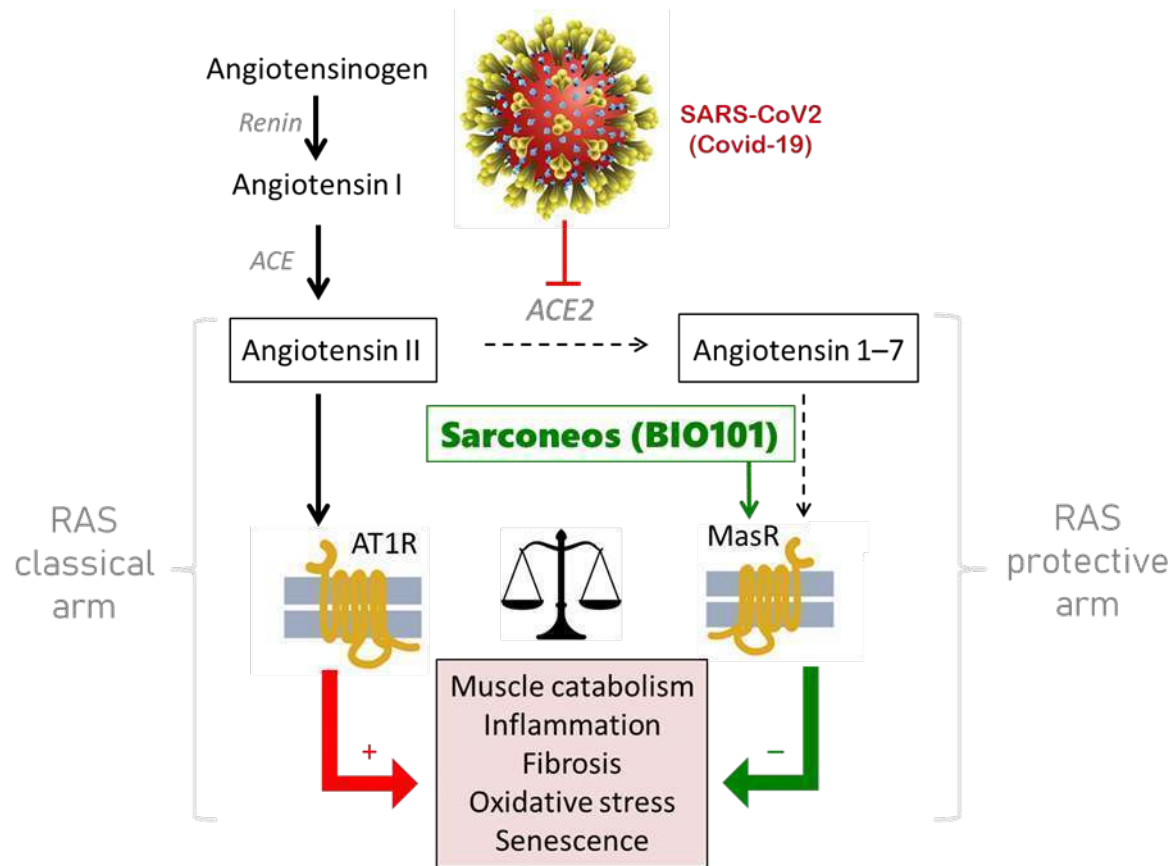 Angiotensinogen
Renin
SARS-CoV2
(Covid-19)
Angiotensin I
ACE
ACE2
Angiotensin II
Angiotensin 1–7
Sarconeos (BIO101)
RAS
classical
arm
AT1R
MasR
RAS
protective
arm
Muscle catabolism
Inflammation
Fibrosis
Oxidative stress
Senescence
+
–